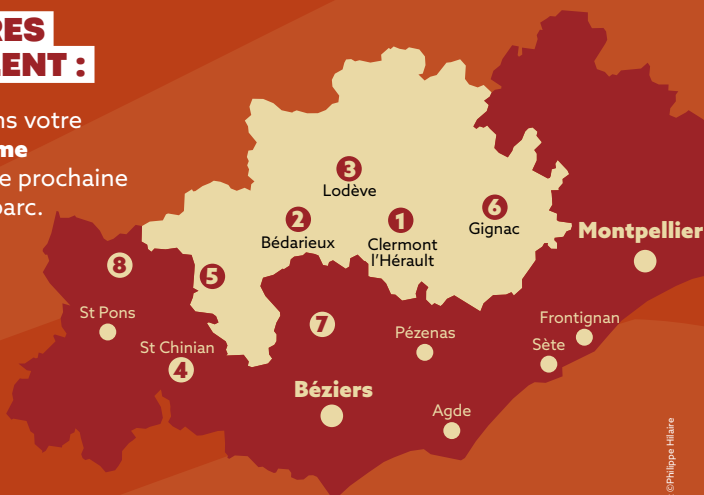 RES
ENT :
ns votre
me
e prochaine
parc.
3
Lodève
2
Bédarieux
1
Clermont
l'Hérault
6
Gignac
Montpellier
8
5
St Pons
7
St Chinian
4
Pézenas
Frontignan
Sète
Béziers
Agde
©Philippe Hilaire